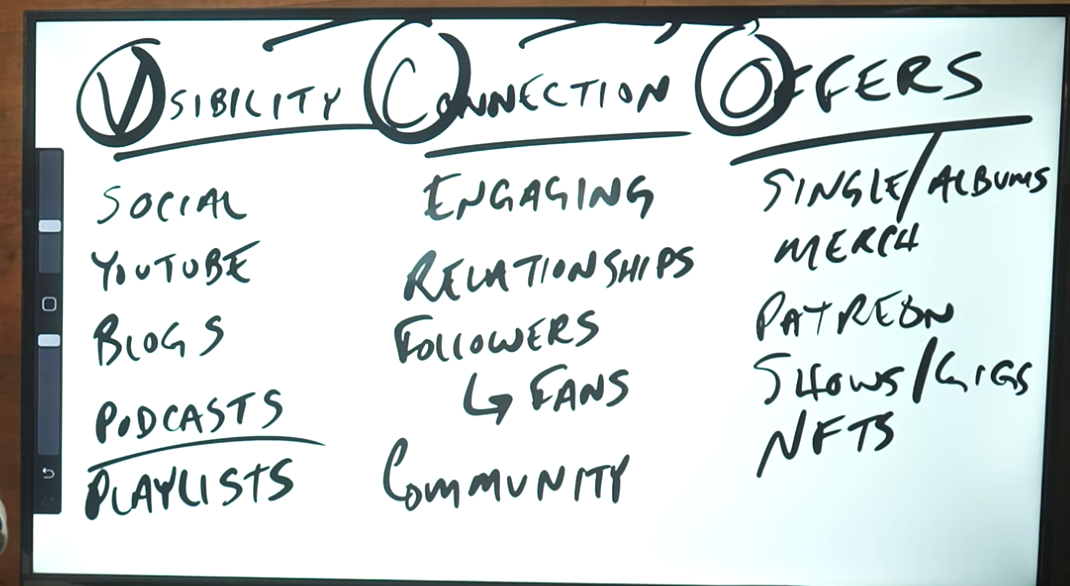 VISIBILITY
SOCIAL
YOUTUBE
BLOGS
PODCASTS
PLAYLISTS
CONNECTION
ENGAGING
RELATIONSHIPS
FOLLOWERS
↳ FANS
COMMUNITY
OFFERS
SINGLE/ALBUMS
MERCH
PATREON
SHOWS/GIGS
NFTS